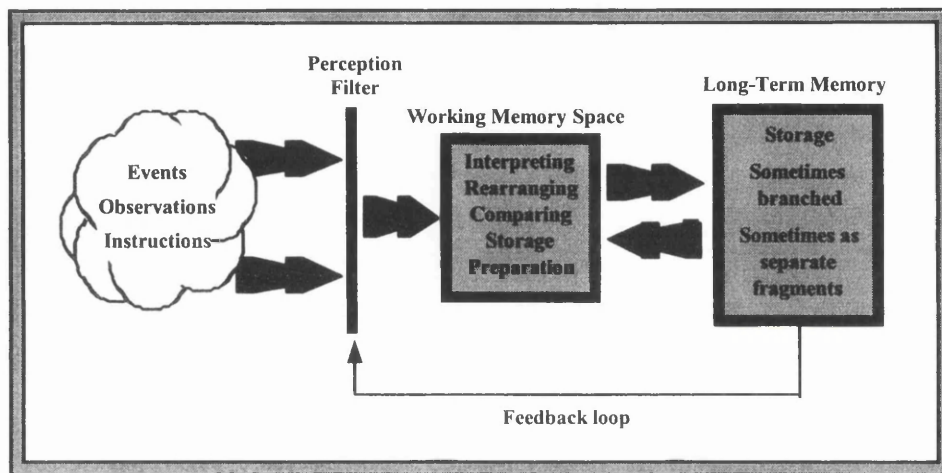 Events
Observations
Instructions
Perception
Filter
Working Memory Space
Interpreting
Rearranging
Comparing
Storage
Preparation
Long-Term Memory
Storage
Sometimes
branched
Sometimes as
separate
fragments
Feedback loop